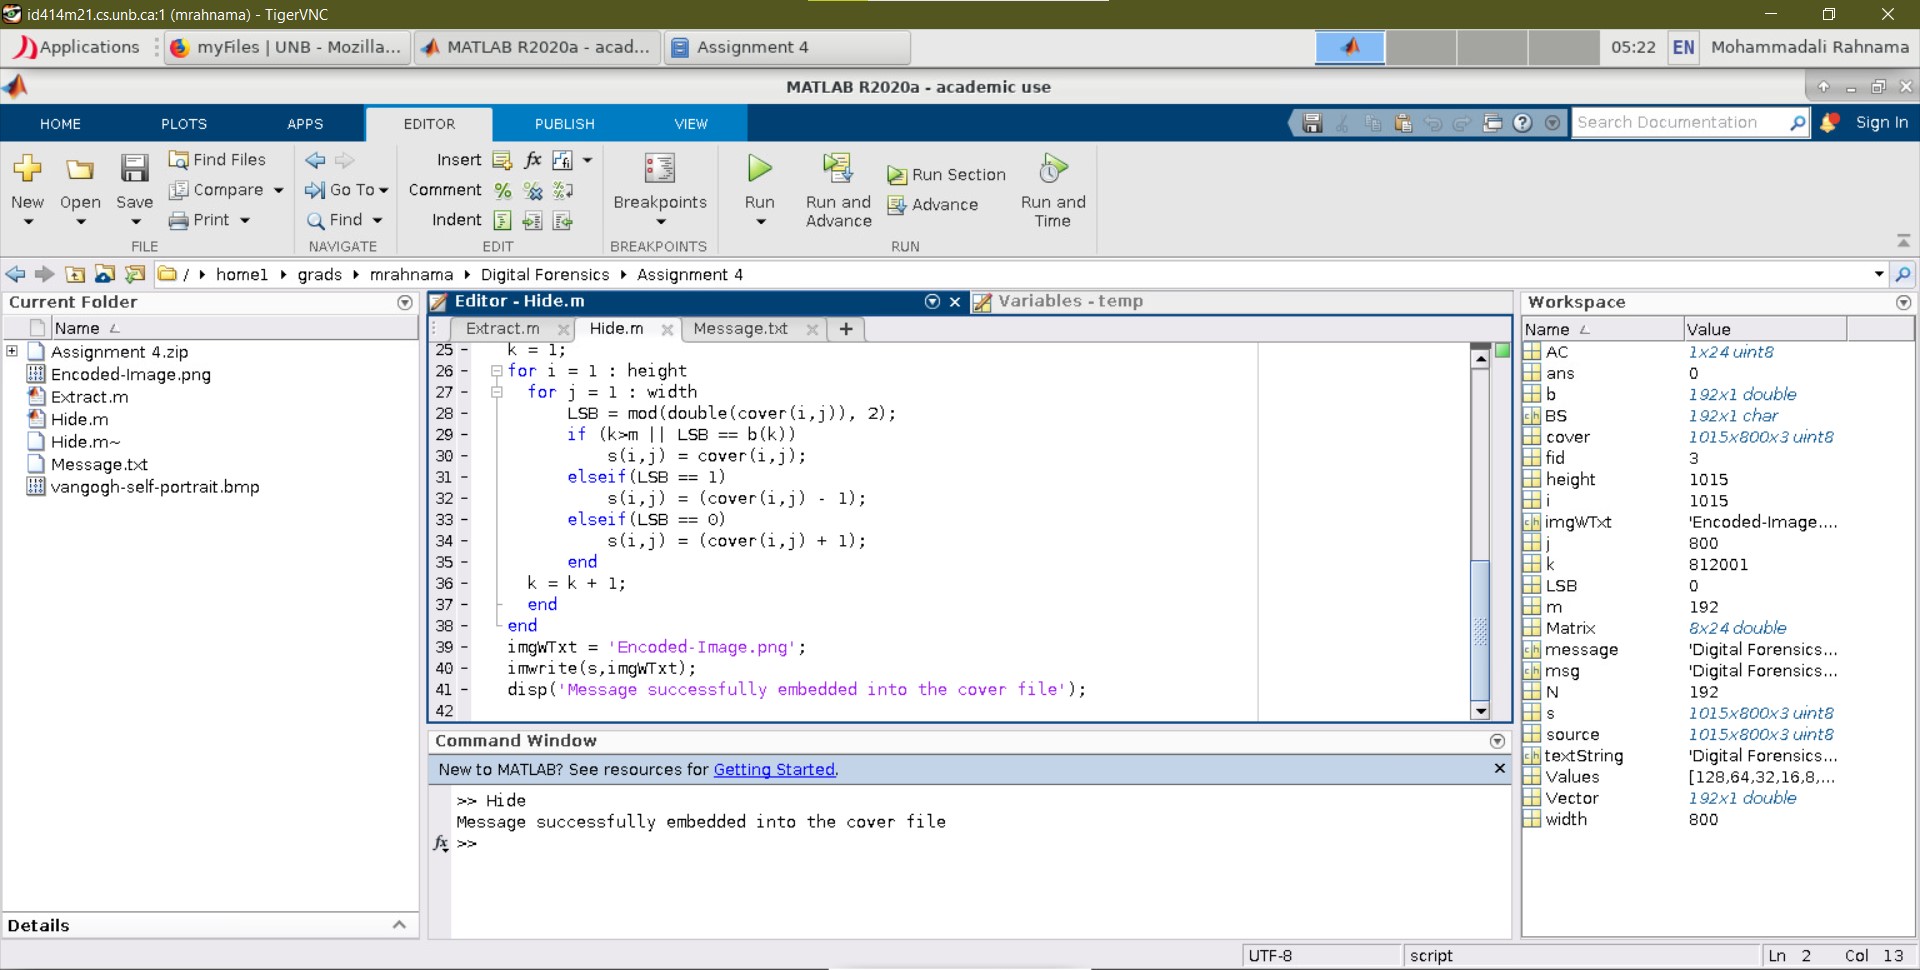 id414m21.cs.unb.ca:1 (mrahnama) - TigerVNC
Applications
myFiles | UNB - Mozilla...
MATLAB R2020a - acad...
Assignment 4
05:22
EN
Mohammadali Rahnama
MATLAB R2020a - academic use
HOME
PLOTS
APPS
EDITOR
PUBLISH
VIEW
Search Documentation
Sign In
New
Open
Save
Find Files
Compare
Print
FILE
Go To
Find
NAVIGATE
Insert
Comment
Indent
EDIT
Breakpoints
BREAKPOINTS
Run
Run and Advance
Run Section
Advance
Run and Time
RUN
/ home1 grads mrahnama Digital Forensics Assignment 4
Current Folder
Name
Assignment 4.zip
Encoded-Image.png
Extract.m
Hide.m
Hide.m~
Message.txt
vangogh-self-portrait.bmp
Details
Editor - Hide.m
Variables - temp
Extract.m
Hide.m
Message.txt
25 - k = 1;
26 - for i = 1 : height
27 - for j = 1 : width
28 - LSB = mod(double(cover(i,j)), 2);
29 - if (k>m || LSB == b(k))
30 - s(i,j) = cover(i,j);
31 - elseif(LSB == 1)
32 - s(i,j) = (cover(i,j) - 1);
33 - elseif(LSB == 0)
34 - s(i,j) = (cover(i,j) + 1);
35 - end
36 - k = k + 1;
37 - end
38 - end
39 - imgWTxt = 'Encoded-Image.png';
40 - imwrite(s,imgWTxt);
41 - disp('Message successfully embedded into the cover file');
42
Command Window
New to MATLAB? See resources for Getting Started.
>> Hide
Message successfully embedded into the cover file
fx >>
Workspace
Name Value
AC 1x24 uint8
ans 0
b 192x1 double
BS 192x1 char
cover 1015x800x3 uint8
fid 3
height 1015
i 1015
imgWTxt 'Encoded-Image....
j 800
k 812001
LSB 0
m 192
Matrix 8x24 double
message 'Digital Forensics...
msg 'Digital Forensics...
N 192
s 1015x800x3 uint8
source 1015x800x3 uint8
textString 'Digital Forensics...
Values [128,64,32,16,8,...
Vector 192x1 double
width 800
UTF-8
script
Ln 2 Col 13